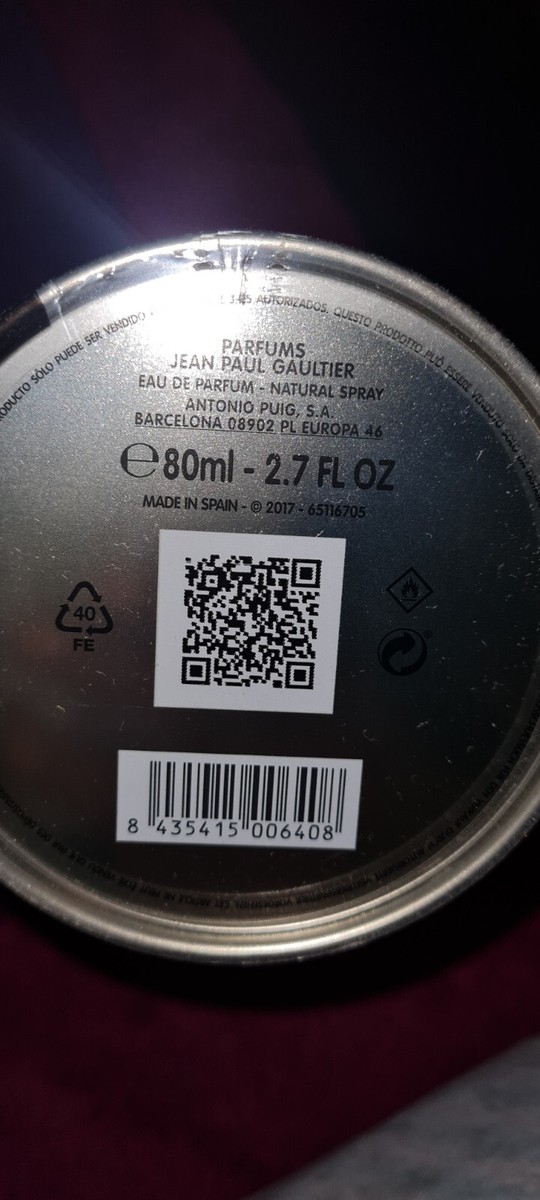 PRODUCTO SÓLO PUEDE SER VENDIDO
AUTORIZADOS. QUESTO PRODOTTO PUÒ ESSERE VENDUTO
PARFUMS
JEAN PAUL GAULTIER
EAU DE PARFUM - NATURAL SPRAY
ANTONIO PUIG, S.A.
BARCELONA 08902 PL EUROPA 46
℮80ml - 2.7 FL OZ
MADE IN SPAIN - © 2017 - 65116705
40
FE
8 435415 006408